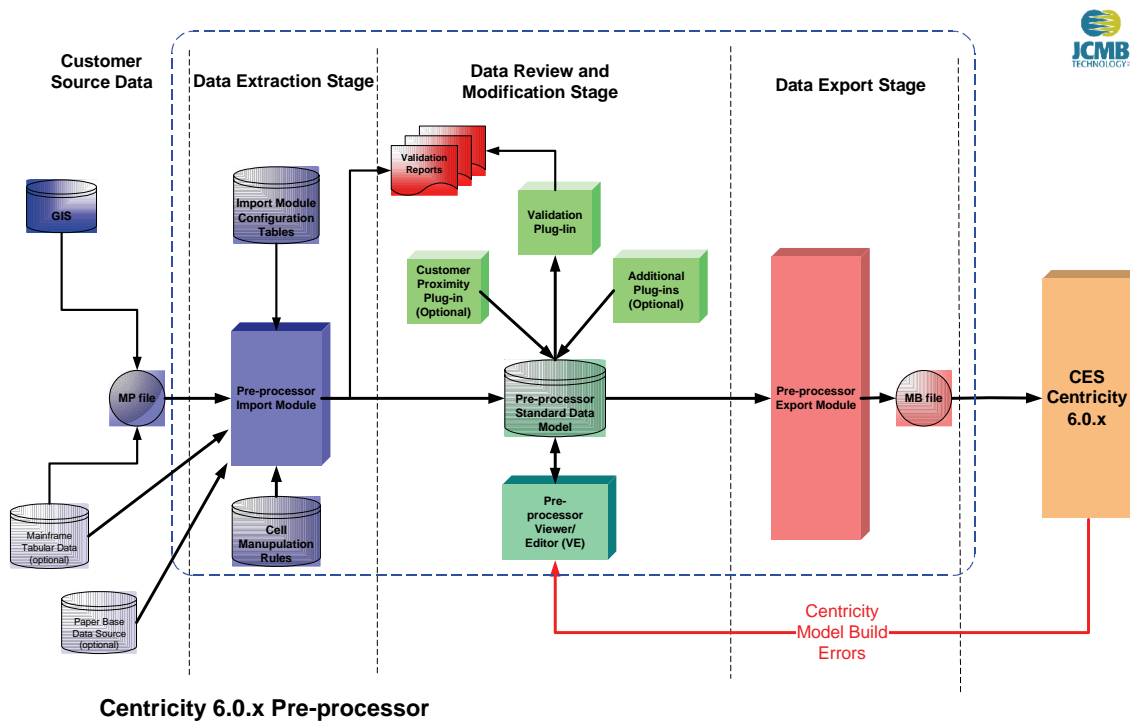 JCMB
TECHNOLOGY
Customer
Source Data
Data Extraction Stage
Data Review and
Modification Stage
Data Export Stage
Validation
Reports
GIS
Import Module
Configuration
Tables
Validation
Plug-Iin
Customer
Proximity
Plug-in
(Optional)
Additional
Plug-ins
(Optional)
MP file
Pre-processor
Import Module
Pre-processor
Standard Data
Model
Pre-processor
Export Module
MB file
CES
Centricity
6.0.x
Mainframe
Tabular Data
(optional)
Cell
Manupulation
Rules
Pre-
processor
Viewer/
Editor (VE)
Paper Base
Data Source
(optional)
Centricity
Model Build
Errors
Centricity 6.0.x Pre-processor